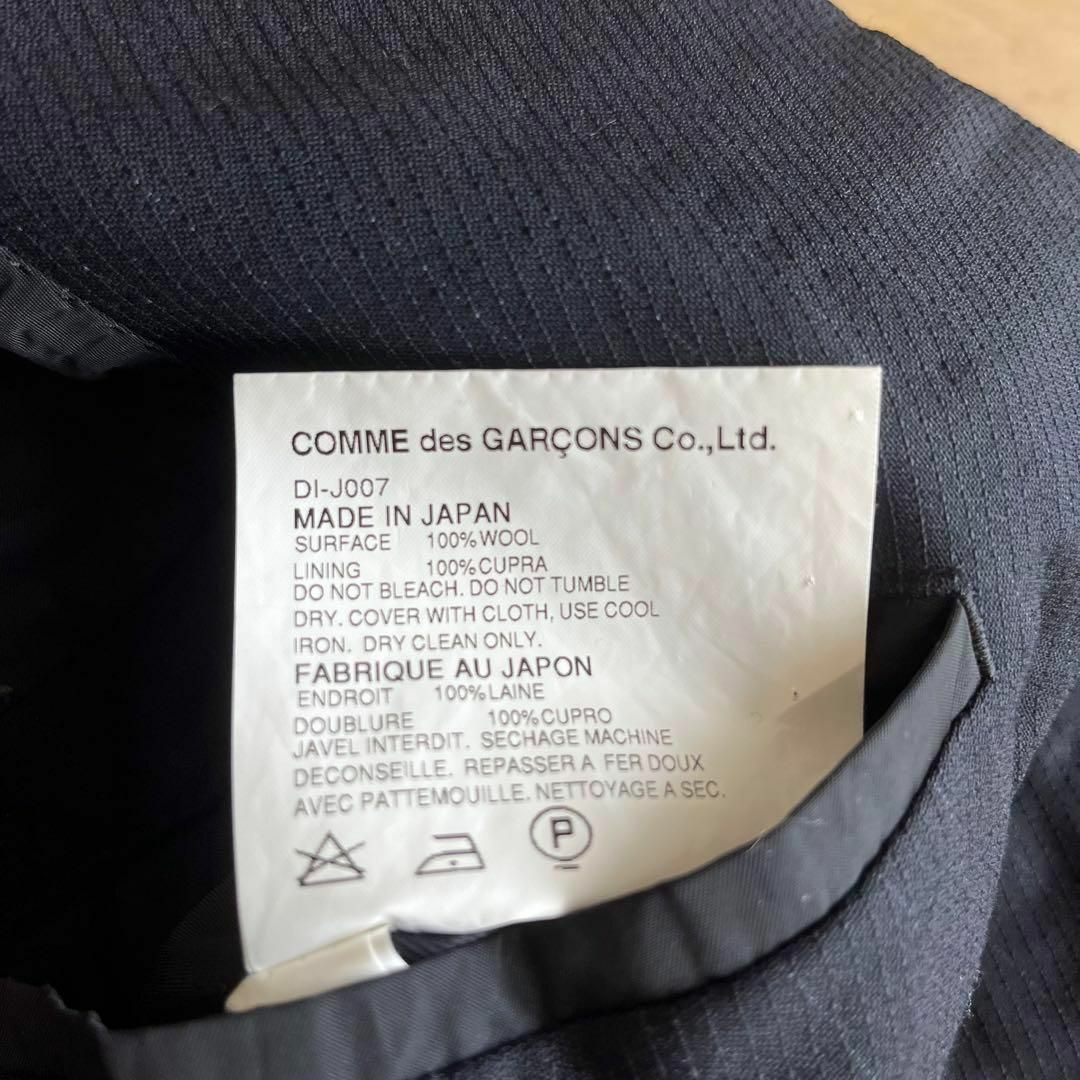 COMME des GARÇONS Co.,Ltd.
DI-J007
MADE IN JAPAN
SURFACE 100% WOOL
LINING 100% CUPRA
DO NOT BLEACH. DO NOT TUMBLE
DRY. COVER WITH CLOTH, USE COOL
IRON. DRY CLEAN ONLY.
FABRIQUE AU JAPON
ENDROIT 100% LAINE
DOUBLURE 100% CUPRO
JAVEL INTERDIT. SECHAGE MACHINE
DECONSEILLE. REPASSER A FER DOUX
AVEC PATTEMOUILLE. NETTOYAGE A SEC.
P